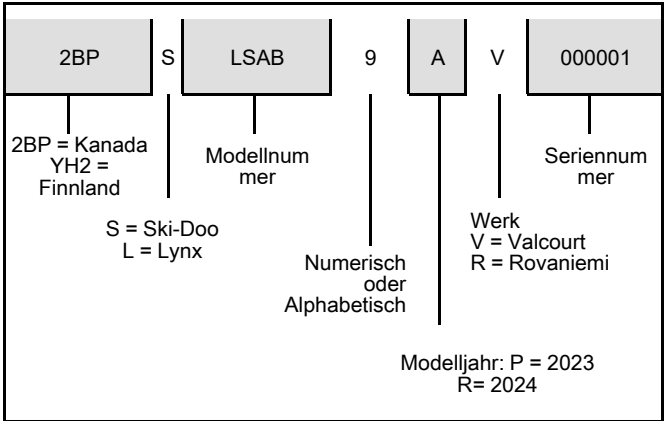 2BP S LSAB 9 A V 000001
2BP = Kanada
YH2 =
Finnland
Modellnum
mer
Seriennum
mer
S = Ski-Doo
L = Lynx
Werk
V = Valcourt
R = Rovaniemi
Numerisch
oder
Alphabetisch
Modelljahr: P = 2023
R= 2024